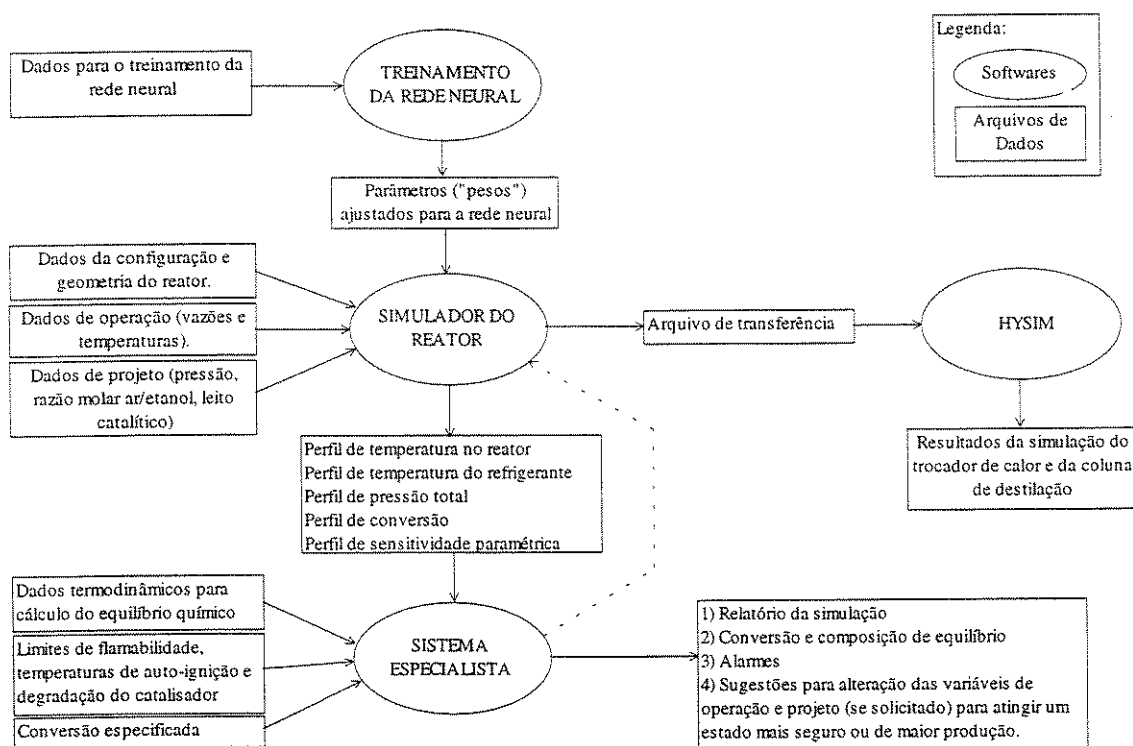 Legenda:
Softwares
Arquivos de
Dados
Dados para o treinamento da
rede neural
TREINAMENTO
DA REDE NEURAL
Parâmetros ("pesos")
ajustados para a rede neural
Dados da configuração e
geometria do reator.
Dados de operação (vazões e
temperaturas).
Dados de projeto (pressão,
razão molar ar/etanol, leito
catalítico)
SIMULADOR DO
REATOR
Arquivo de transferência
HYSIM
Resultados da simulação do
trocador de calor e da coluna
de destilação
Perfil de temperatura no reator
Perfil de temperatura do refrigerante
Perfil de pressão total
Perfil de conversão
Perfil de sensitividade paramétrica
Dados termodinâmicos para
cálculo do equilíbrio químico
Limites de flamabilidade,
temperaturas de auto-ignição e
degradação do catalisador
Conversão especificada
SISTEMA
ESPECIALISTA
1) Relatório da simulação
2) Conversão e composição de equilíbrio
3) Alarmes
4) Sugestões para alteração das variáveis de
operação e projeto (se solicitado) para atingir um
estado mais seguro ou de maior produção.